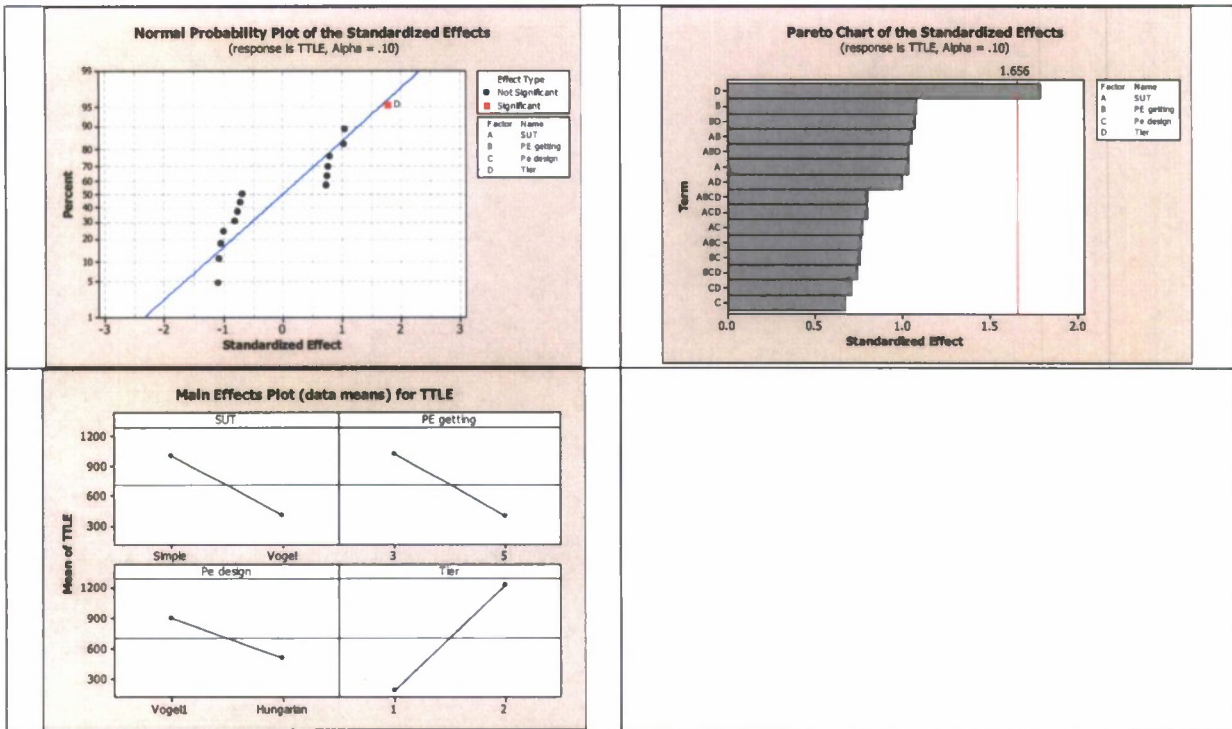 Normal Probability Plot of the Standardized Effects
(response is TTLE, Alpha = .10)
99
95
90
80
70
60
50
40
30
20
10
5
1
Percent
-3 -2 -1 0 1 2 3
Standardized Effect
D
Effect Type
Not Significant
Significant
Factor Name
A SUT
B PE getting
C Pe design
D Tier
Pareto Chart of the Standardized Effects
(response is TTLE, Alpha = .10)
1.656
Term
D
B
BD
AB
ABD
A
AD
ABCD
ACD
AC
ABC
BC
BCD
CD
C
0.0 0.5 1.0 1.5 2.0
Standardized Effect
Factor Name
A SUT
B PE getting
C Pe design
D Tier
Main Effects Plot (data means) for TTLE
Mean of TTLE
SUT PE getting
1200
900
600
300
Simple Vogel 3 5
Pe design Tier
1200
900
600
300
Vogel1 Hungarian 1 2